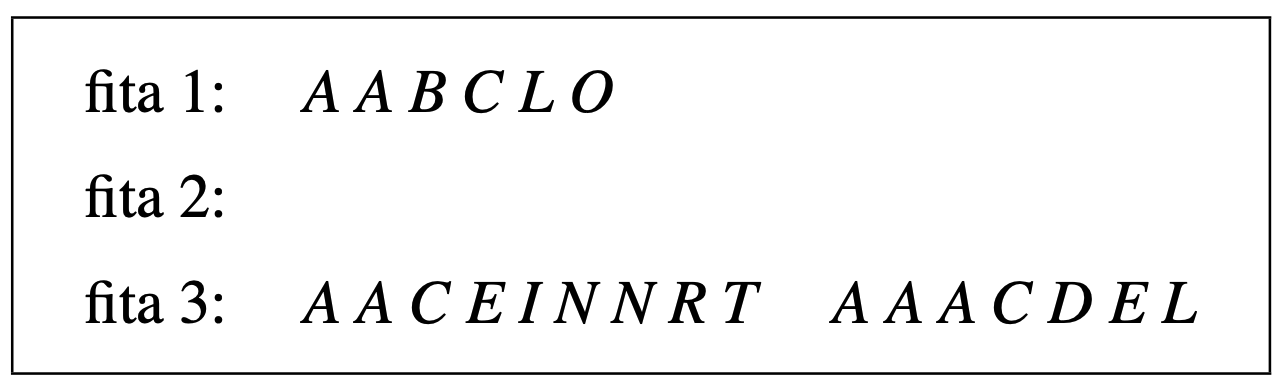 fita 1: A A B C L O
fita 2:
fita 3: A A C E I N N R T A A A C D E L